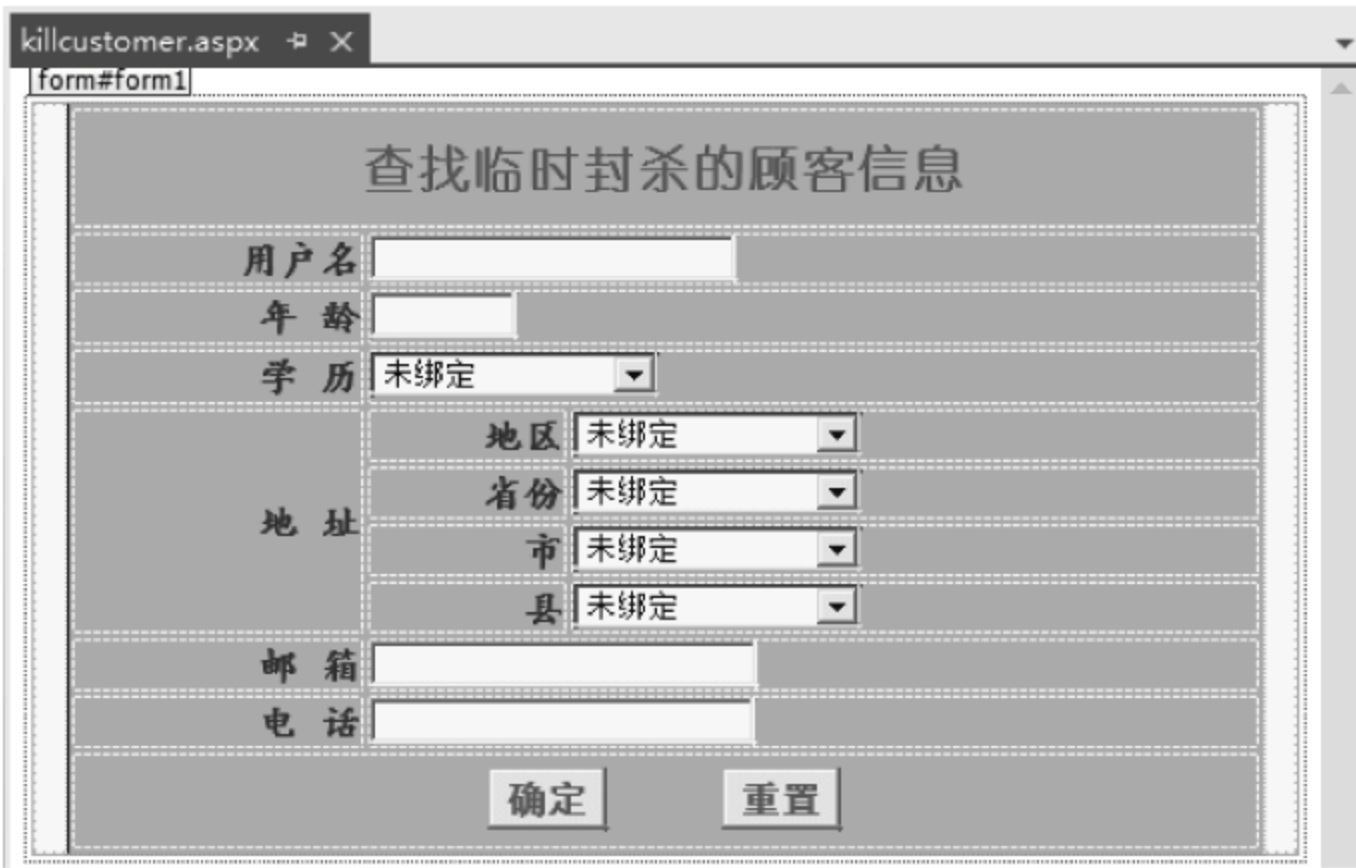 killcustomer.aspx
form#form1
查找临时封杀的顾客信息
用户名
年 龄
学 历 未绑定
地区 未绑定
省份 未绑定
地 址
市 未绑定
县 未绑定
邮 箱
电 话
确定 重置